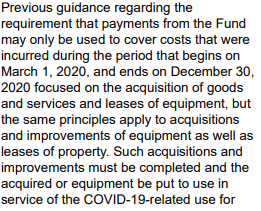 Previous guidance regarding the
requirement that payments from the Fund
may only be used to cover costs that were
incurred during the period that begins on
March 1, 2020, and ends on December 30,
2020 focused on the acquisition of goods
and services and leases of equipment, but
the same principles apply to acquisitions
and improvements of equipment as well as
leases of property. Such acquisitions and
improvements must be completed and the
acquired or equipment be put to use in
service of the COVID-19-related use for